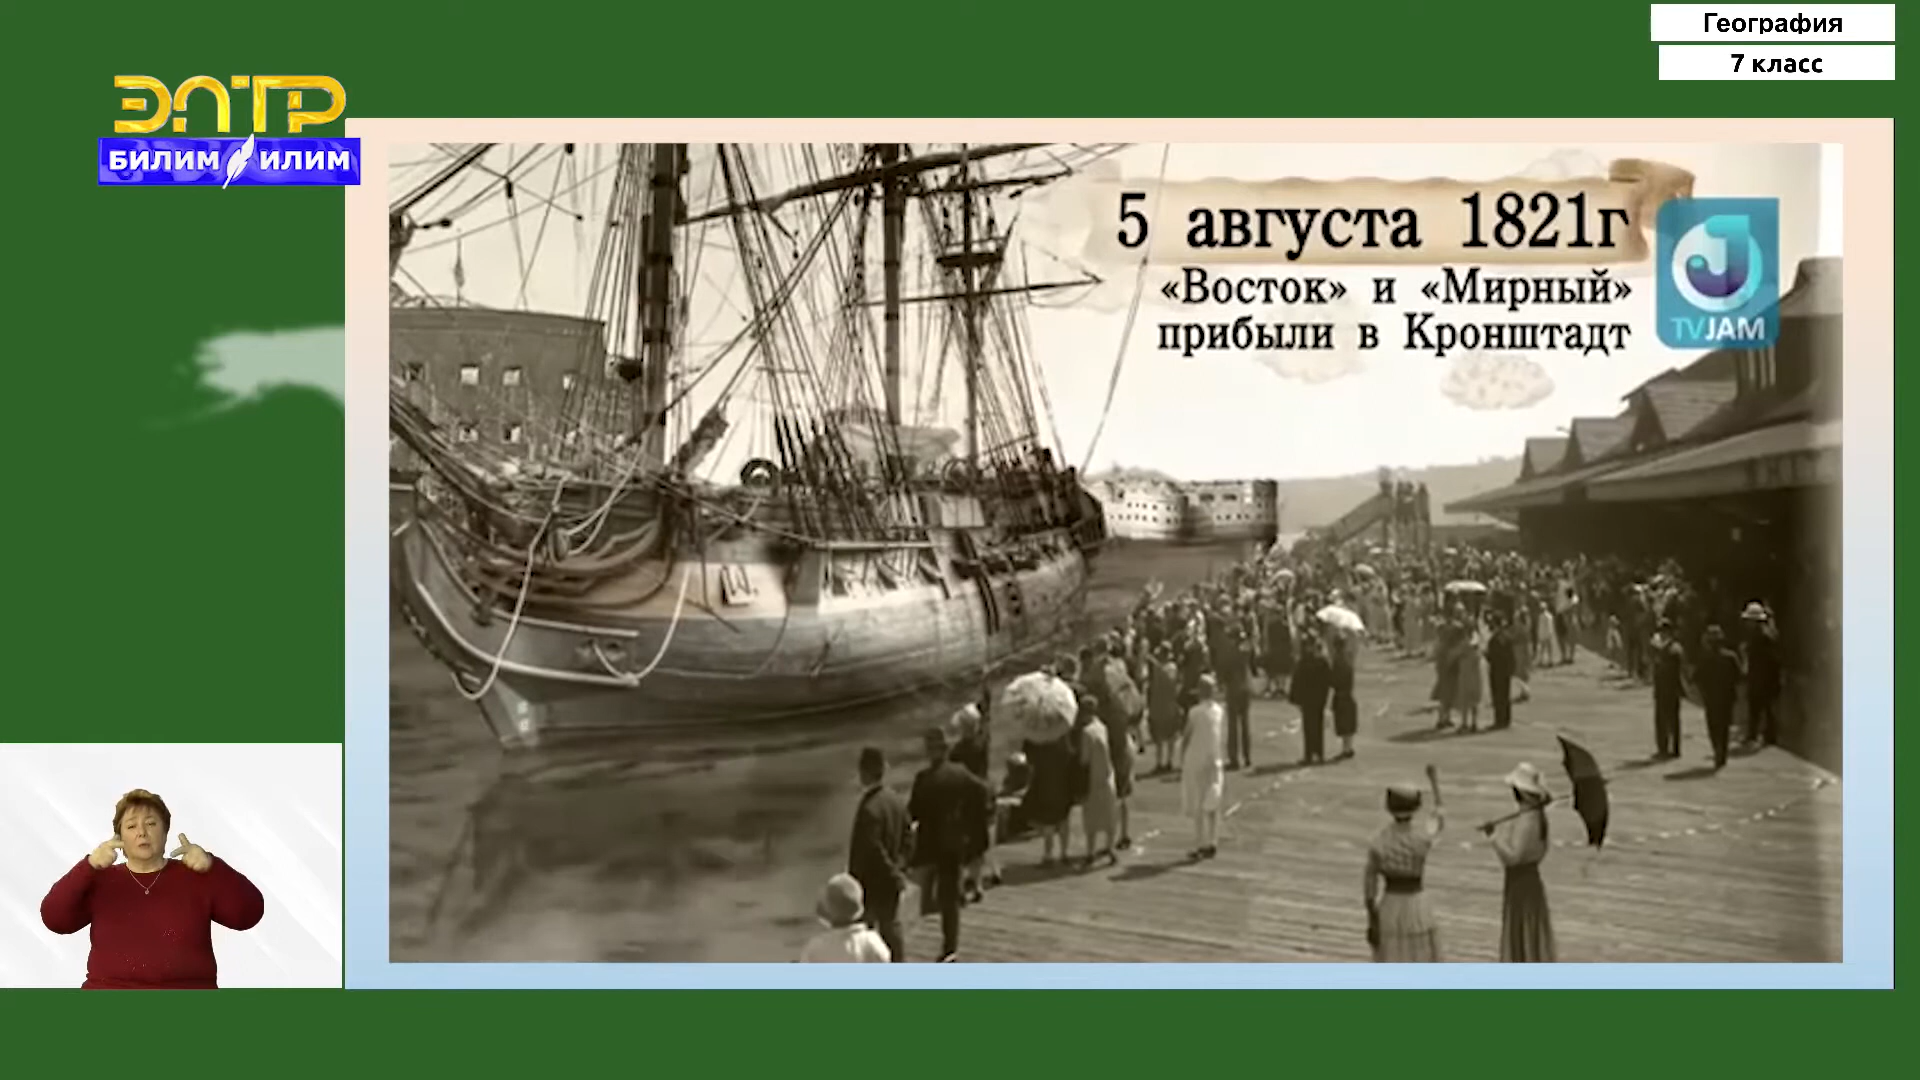 География
7 класс
ЭЛТР
БИЛИМ ИЛИМ
5 августа 1821г
«Восток» и «Мирный»
прибыли в Кронштадт
TVJAM